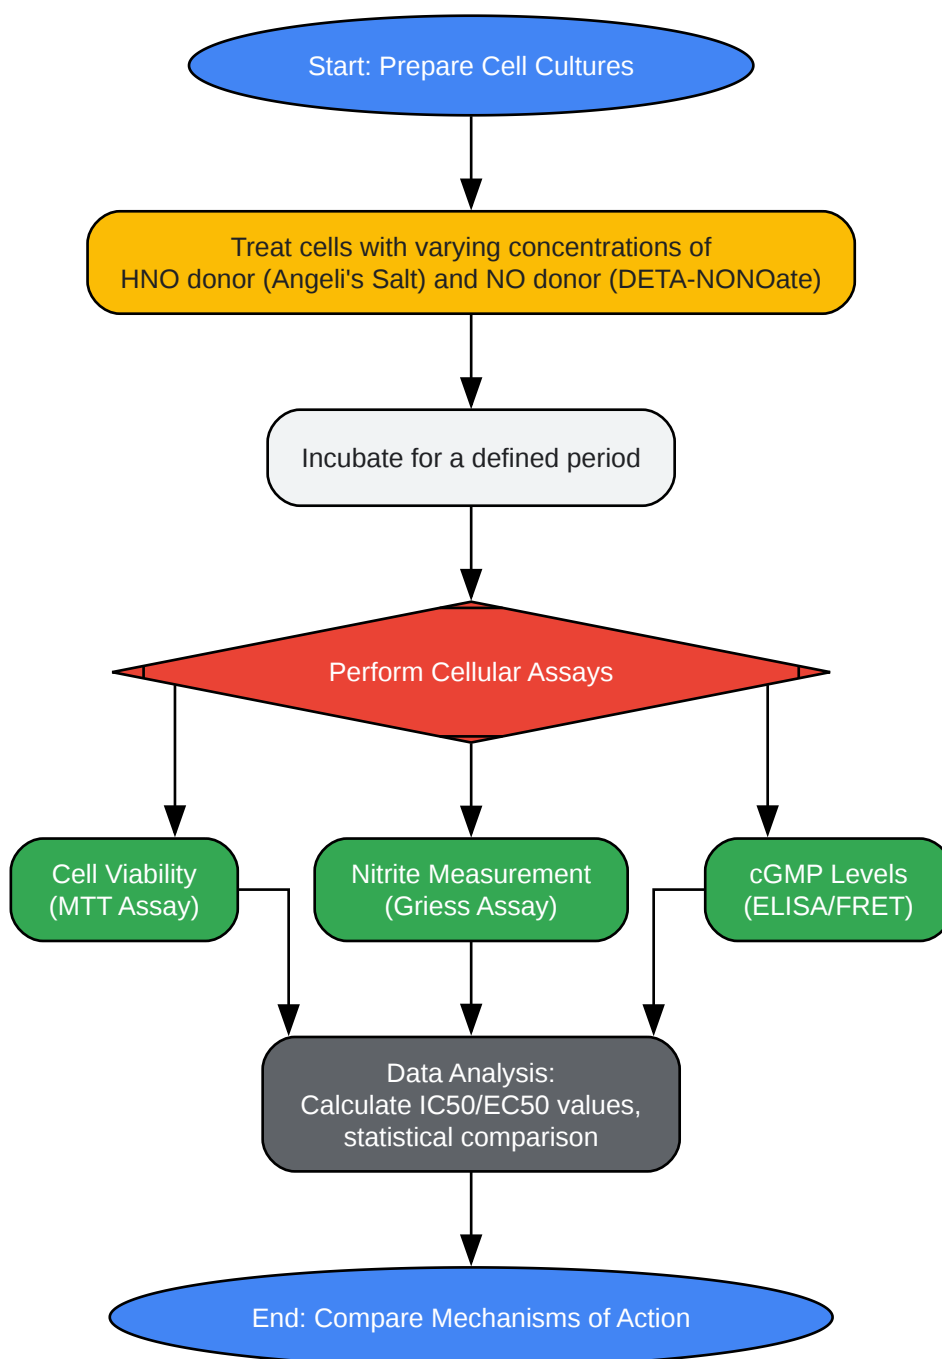 Start: Prepare Cell Cultures
Treat cells with varying concentrations of
HNO donor (Angeli's Salt) and NO donor (DETA-NONOate)
Incubate for a defined period
Perform Cellular Assays
Cell Viability
(MTT Assay)
Nitrite Measurement
(Griess Assay)
cGMP Levels
(ELISA/FRET)
Data Analysis:
Calculate IC50/EC50 values,
statistical comparison
End: Compare Mechanisms of Action